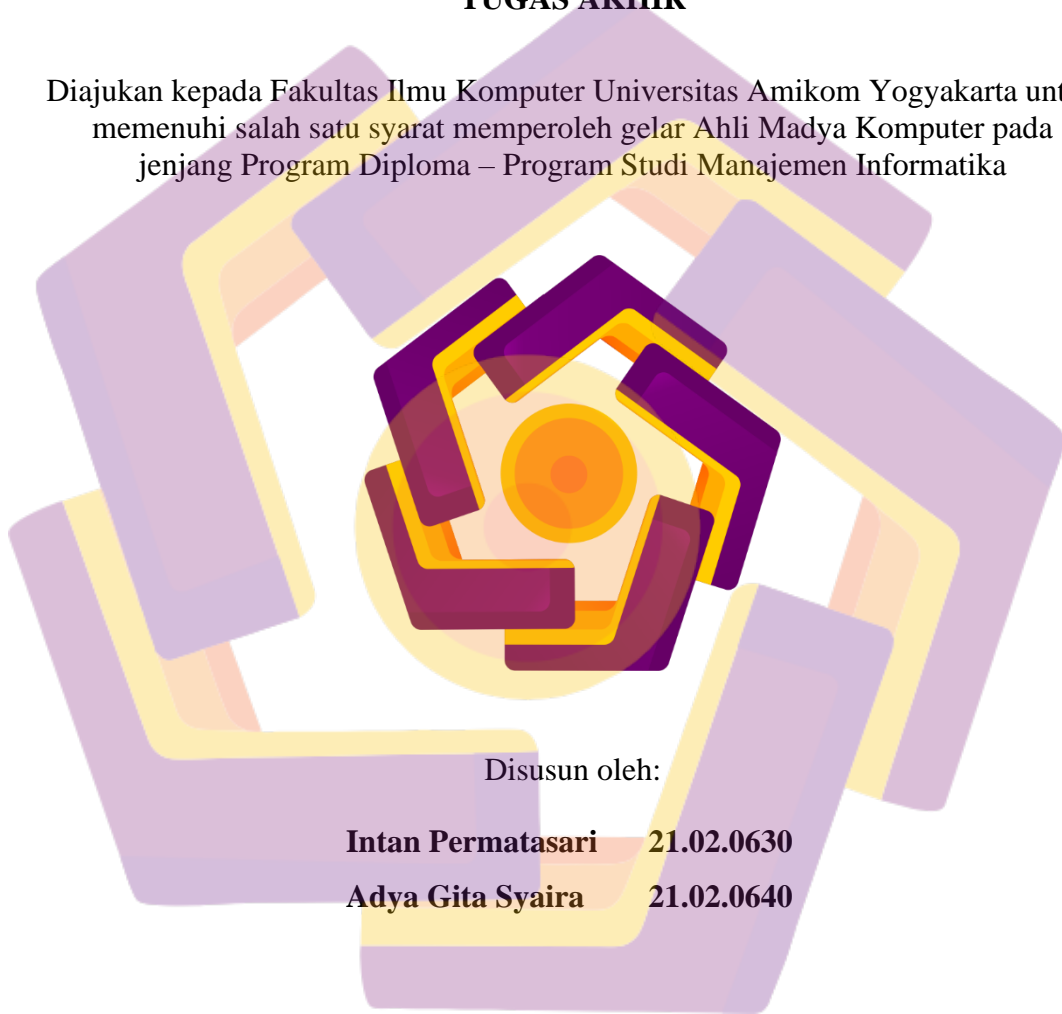 TUGAS AKHIR
Diajukan kepada Fakultas Ilmu Komputer Universitas Amikom Yogyakarta unt
memenuhi salah satu syarat memperoleh gelar Ahli Madya Komputer pada
jenjang Program Diploma – Program Studi Manajemen Informatika
Disusun oleh:
Intan Permatasari 21.02.0630
Adya Gita Syaira 21.02.0640